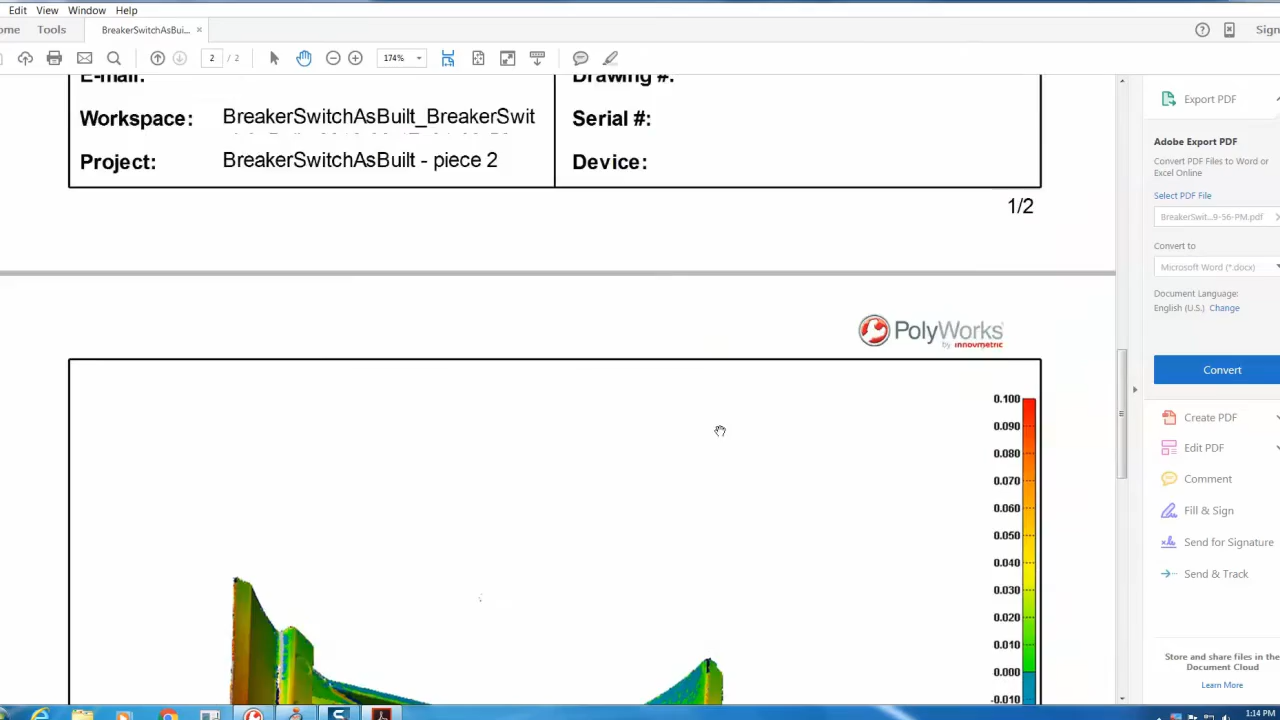 Edit View Window Help
ome Tools BreakerSwitchAsBui... × Sign
2 / 2 174%
E-mail: Drawing #:
Workspace: BreakerSwitchAsBuilt_BreakerSwit Serial #:
Project: BreakerSwitchAsBuilt - piece 2 Device:
1/2
PolyWorks
by innovmetric
0.100
0.090
0.080
0.070
0.060
0.050
0.040
0.030
0.020
0.010
0.000
-0.010
Export PDF
Adobe Export PDF
Convert PDF Files to Word or
Excel Online
Select PDF File
BreakerSwit...9-56-PM.pdf
Convert to
Microsoft Word (*.docx)
Document Language:
English (U.S.) Change
Convert
Create PDF
Edit PDF
Comment
Fill & Sign
Send for Signature
Send & Track
Store and share files in the
Document Cloud
Learn More
1:14 PM